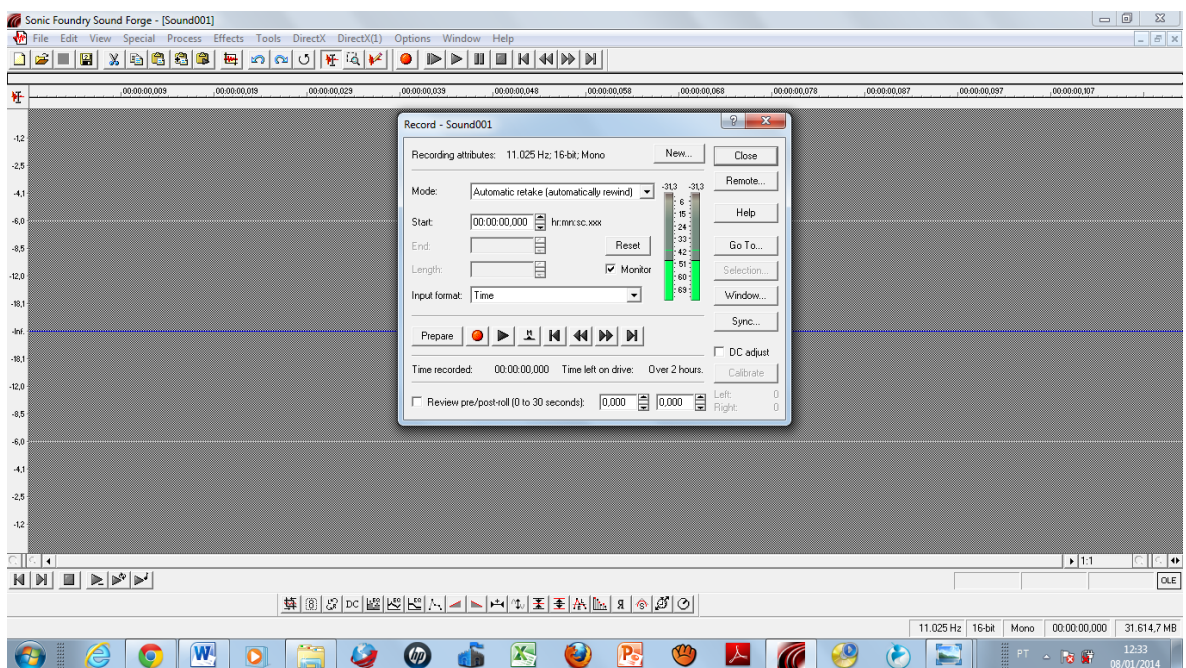 Sonic Foundry Sound Forge - [Sound001]
File Edit View Special Process Effects Tools DirectX DirectX(1) Options Window Help
00:00:00,009 00:00:00,019 00:00:00,029 00:00:00,039 00:00:00,048 00:00:00,058 00:00:00,068 00:00:00,078 00:00:00,087 00:00:00,097 00:00:00,107
-1,2
-2,5
-4,1
-6,0
-8,5
-12,0
-18,1
-Inf.
-18,1
-12,0
-8,5
-6,0
-4,1
-2,5
-1,2
Record - Sound001
Recording attributes: 11.025 Hz; 16-bit; Mono New... Close
Mode: Automatic retake (automatically rewind) -31,3 -31,3 Remote...
6
15
24
33
42
51
60
69
Start: 00:00:00,000 hr:mn:sc.xxx Help
End: Reset Go To...
Length: Monitor Selection...
Input format: Time Window...
Sync...
Prepare
DC adjust
Time recorded: 00:00:00,000 Time left on drive: Over 2 hours. Calibrate
Review pre/post-roll (0 to 30 seconds): 0,000 0,000
Left: 0
Right: 0
1:1
OLE
DC
11.025 Hz 16-bit Mono 00:00:00,000 31.614,7 MB
PT
12:33
08/01/2014